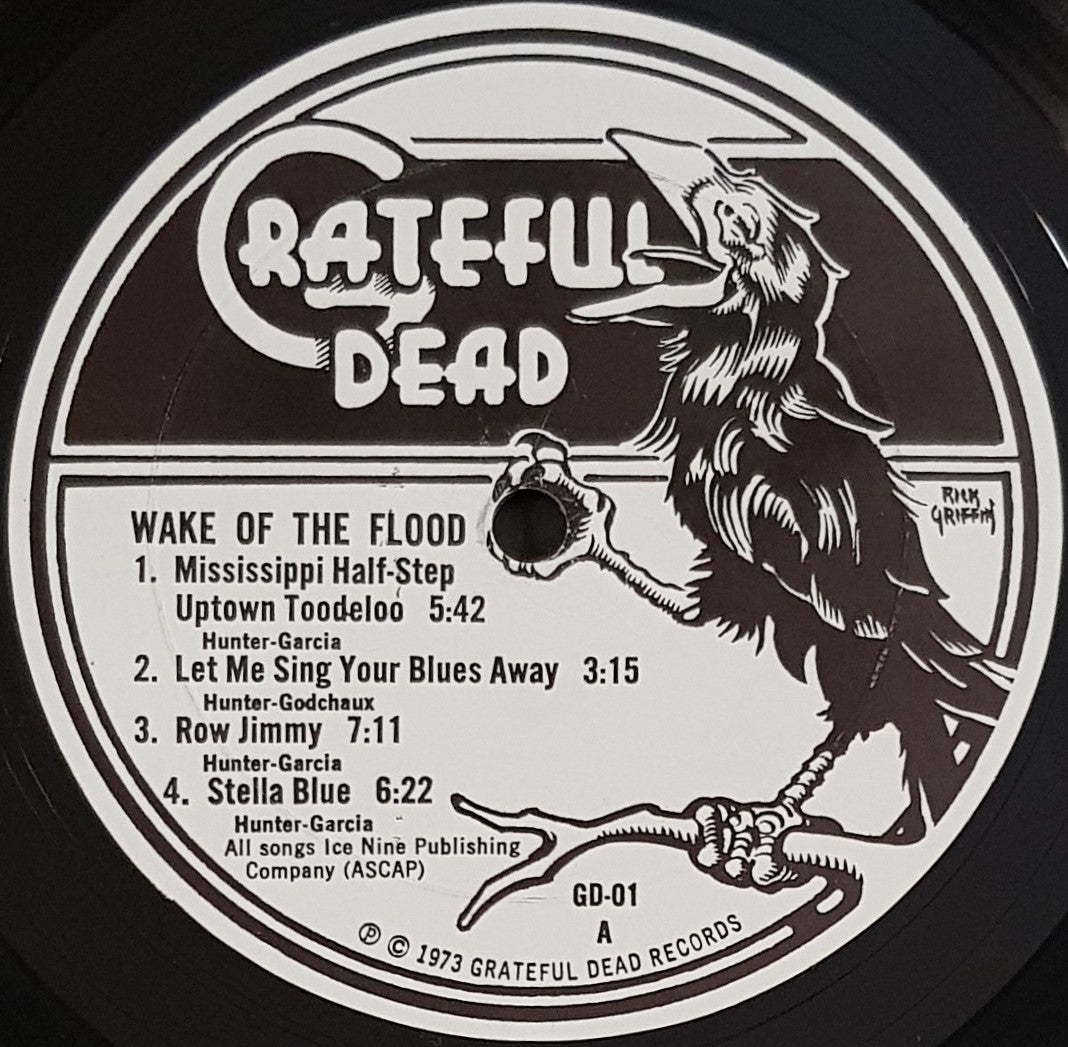 GRATEFUL
DEAD
RICK
GRIFFIN
WAKE OF THE FLOOD
1. Mississippi Half-Step
Uptown Toodeloo 5:42
Hunter-Garcia
2. Let Me Sing Your Blues Away 3:15
Hunter-Godchaux
3. Row Jimmy 7:11
Hunter-Garcia
4. Stella Blue 6:22
Hunter-Garcia
All songs Ice Nine Publishing
Company (ASCAP)
GD-01
A
℗ © 1973 GRATEFUL DEAD RECORDS